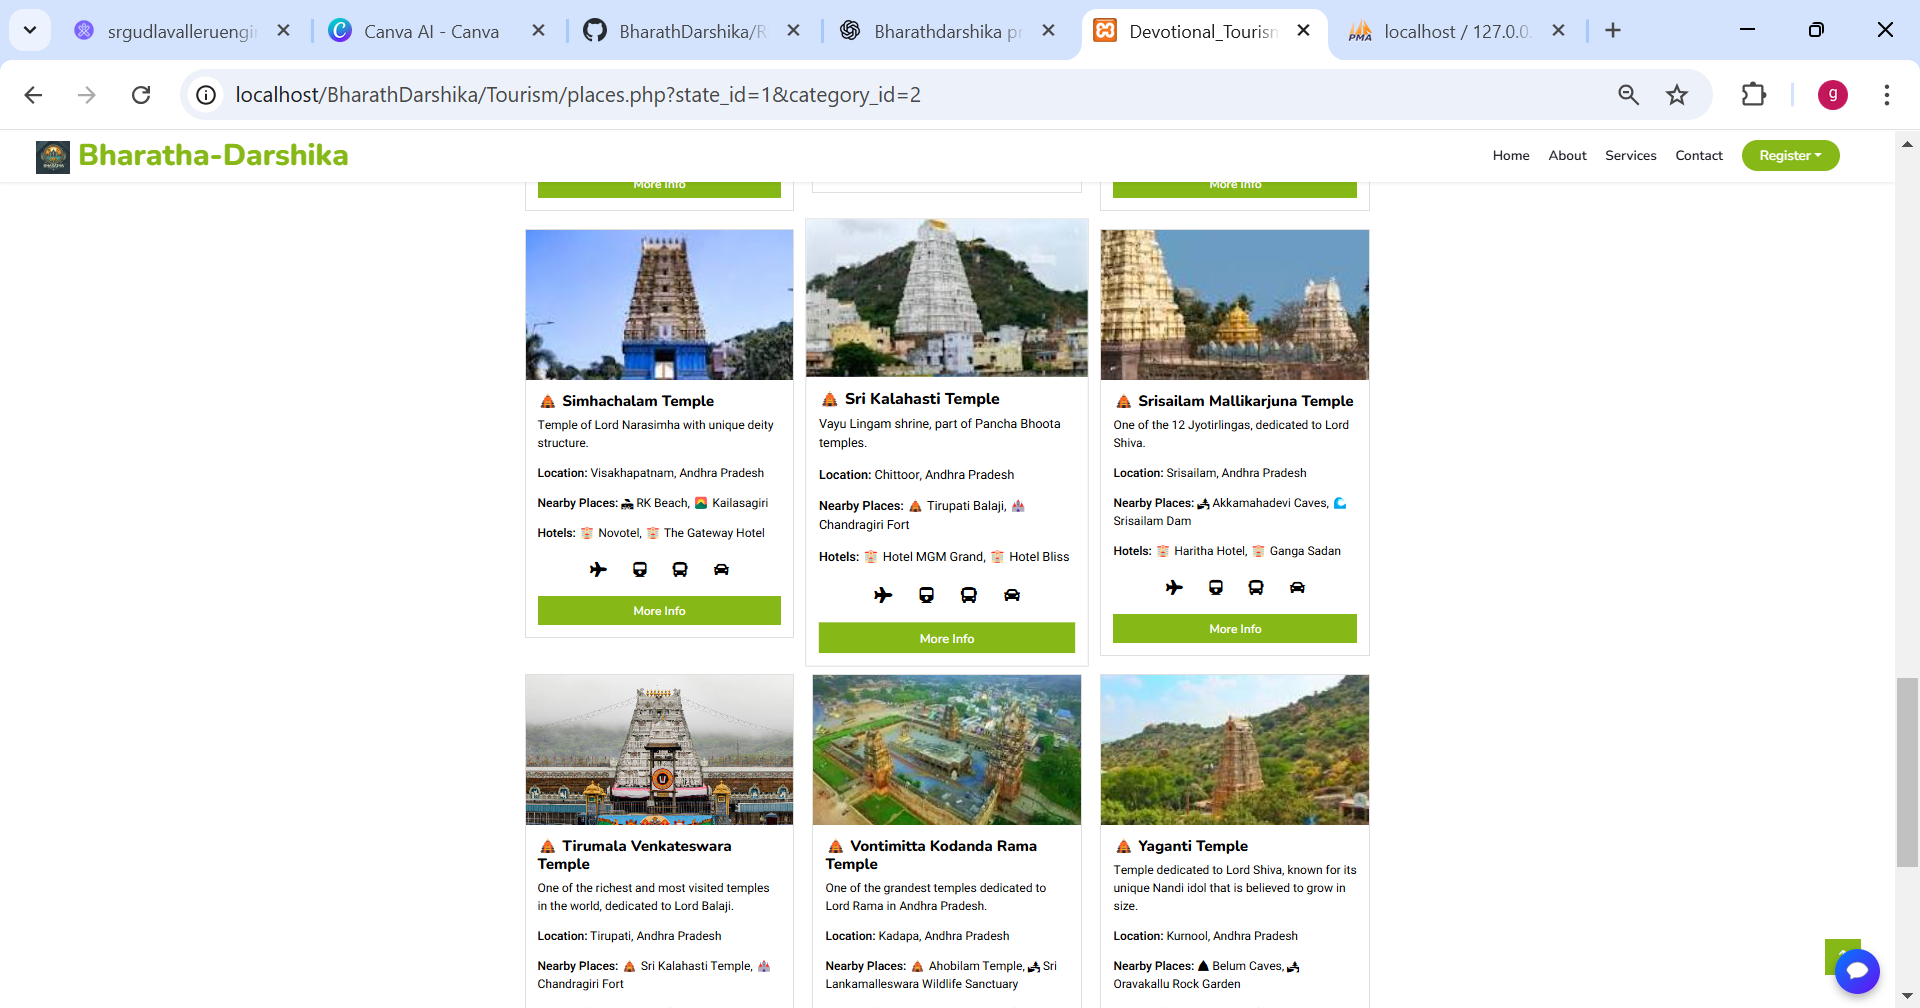 srgudlavalleruengi
Canva AI - Canva
BharathDarshika/R
Bharathdarshika pr
Devotional_Tourism
localhost / 127.0.0.
localhost/BharathDarshika/Tourism/places.php?state_id=1&category_id=2
g
Bharatha-Darshika
Home
About
Services
Contact
Register
More Info
More Info
Simhachalam Temple
Temple of Lord Narasimha with unique deity
structure.
Location: Visakhapatnam, Andhra Pradesh
Nearby Places: RK Beach, Kailasagiri
Hotels: Novotel, The Gateway Hotel
More Info
Sri Kalahasti Temple
Vayu Lingam shrine, part of Pancha Bhoota
temples.
Location: Chittoor, Andhra Pradesh
Nearby Places: Tirupati Balaji,
Chandragiri Fort
Hotels: Hotel MGM Grand, Hotel Bliss
More Info
Srisailam Mallikarjuna Temple
One of the 12 Jyotirlingas, dedicated to Lord
Shiva.
Location: Srisailam, Andhra Pradesh
Nearby Places: Akkamahadevi Caves,
Srisailam Dam
Hotels: Haritha Hotel, Ganga Sadan
More Info
Tirumala Venkateswara
Temple
One of the richest and most visited temples
in the world, dedicated to Lord Balaji.
Location: Tirupati, Andhra Pradesh
Nearby Places: Sri Kalahasti Temple,
Chandragiri Fort
Vontimitta Kodanda Rama
Temple
One of the grandest temples dedicated to
Lord Rama in Andhra Pradesh.
Location: Kadapa, Andhra Pradesh
Nearby Places: Ahobilam Temple, Sri
Lankamalleswara Wildlife Sanctuary
Yaganti Temple
Temple dedicated to Lord Shiva, known for its
unique Nandi idol that is believed to grow in
size.
Location: Kurnool, Andhra Pradesh
Nearby Places: Belum Caves,
Oravakallu Rock Garden